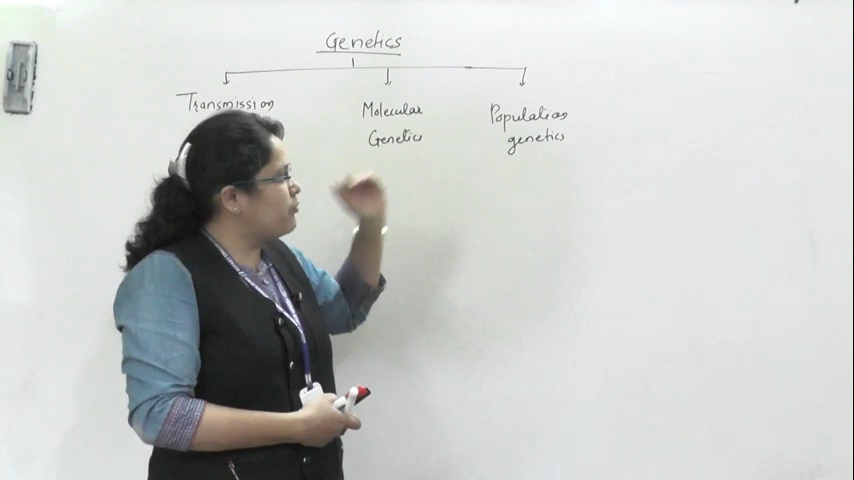 Genetics
Transmission
Molecular
Genetics
Population
genetics